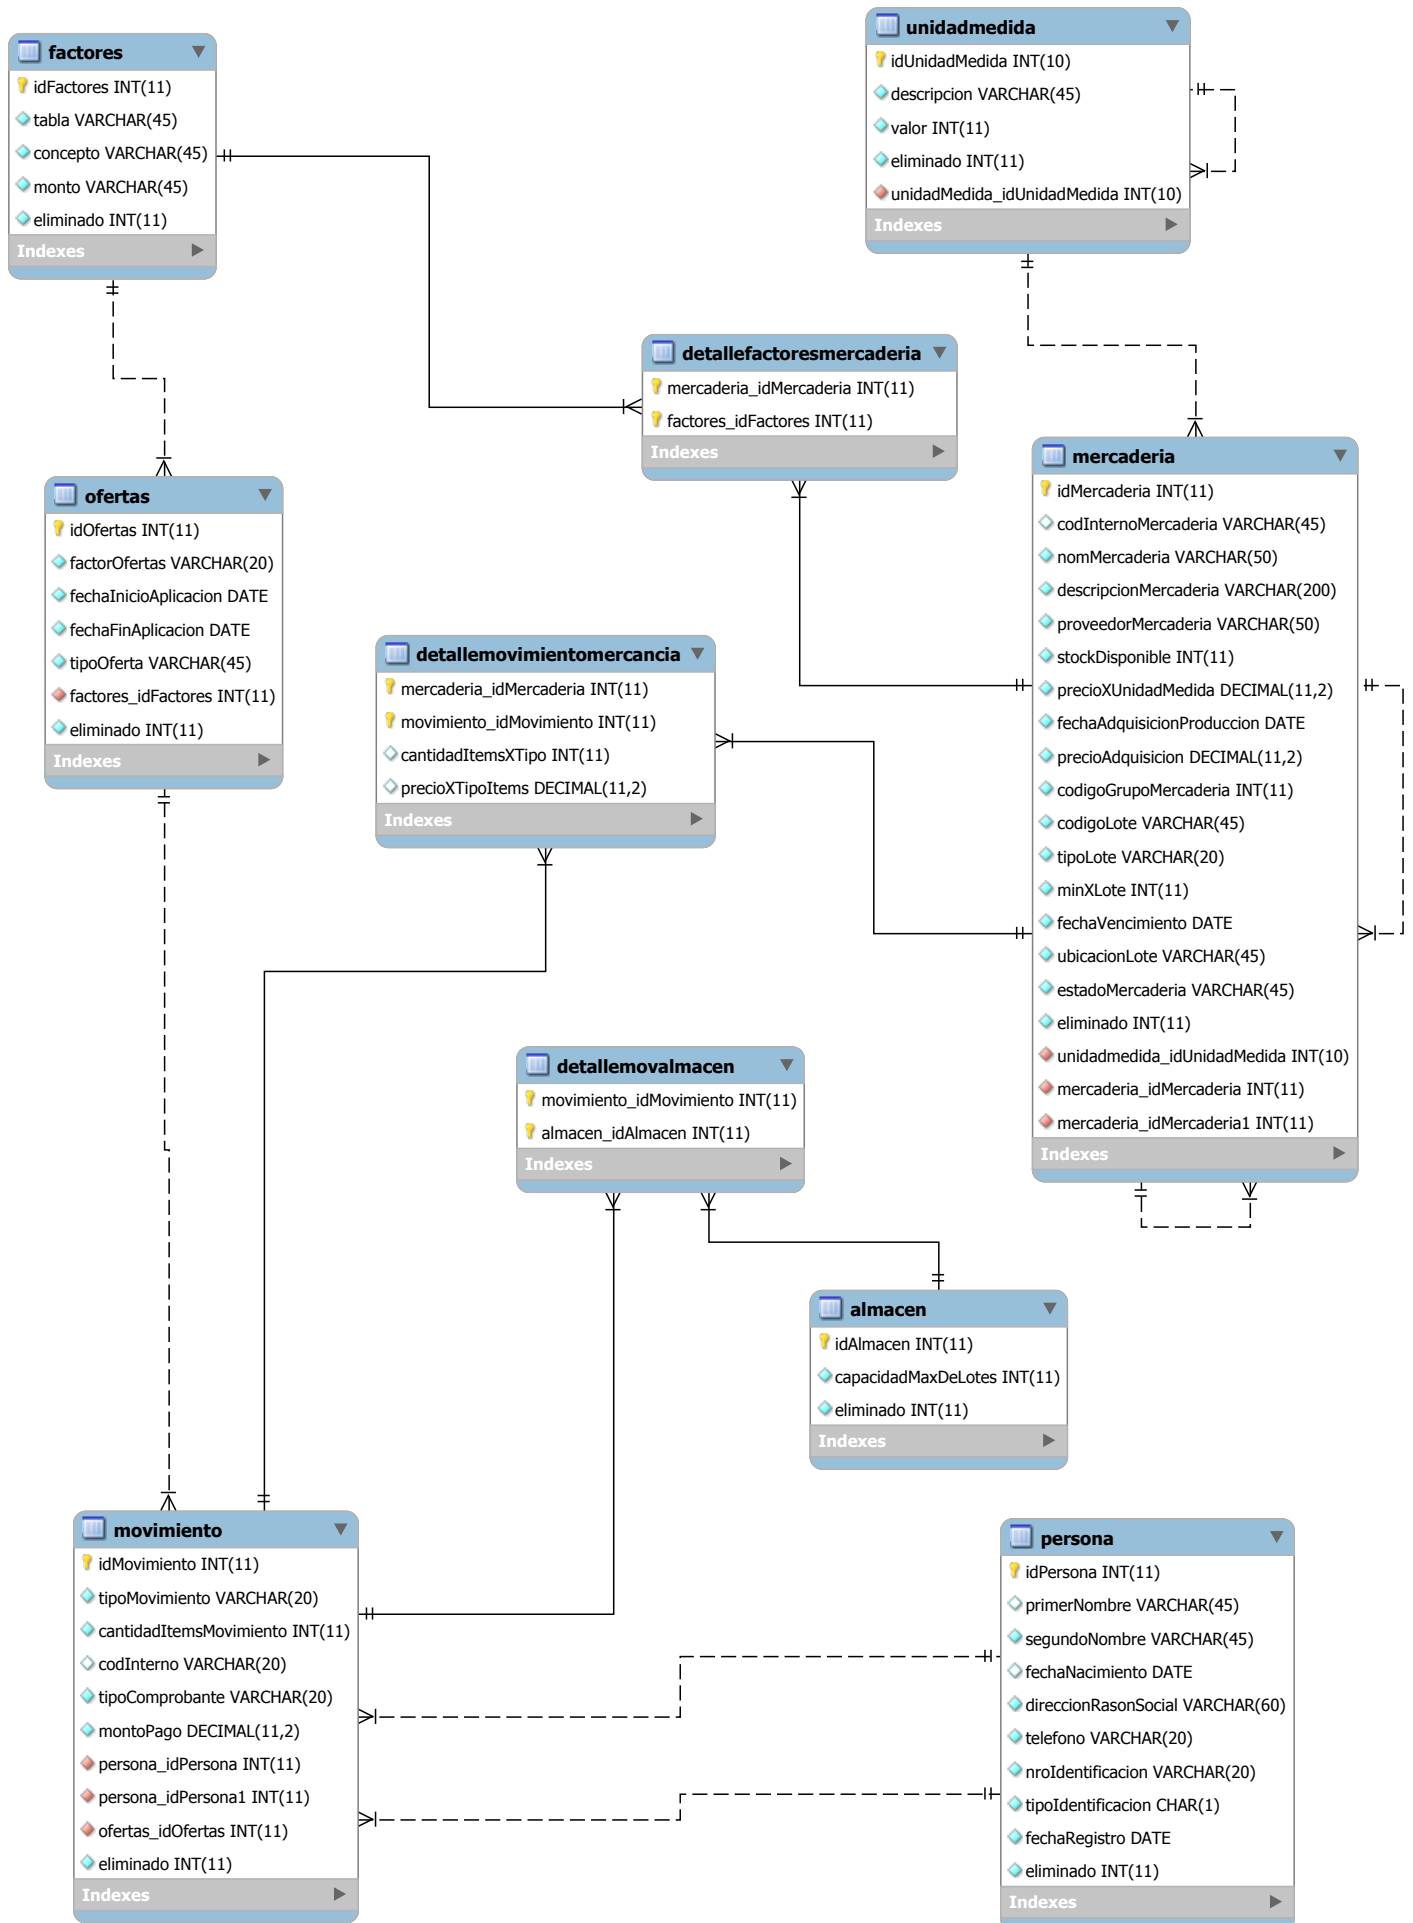 factores
idFactores INT(11)
tabla VARCHAR(45)
concepto VARCHAR(45)
monto VARCHAR(45)
eliminado INT(11)
Indexes
unidadmedida
idUnidadMedida INT(10)
descripcion VARCHAR(45)
valor INT(11)
eliminado INT(11)
unidadMedida_idUnidadMedida INT(10)
Indexes
detallefactoresmercaderia
mercaderia_idMercaderia INT(11)
factores_idFactores INT(11)
Indexes
ofertas
idOfertas INT(11)
factorOfertas VARCHAR(20)
fechaInicioAplicacion DATE
fechaFinAplicacion DATE
tipoOferta VARCHAR(45)
factores_idFactores INT(11)
eliminado INT(11)
Indexes
mercaderia
idMercaderia INT(11)
codInternoMercaderia VARCHAR(45)
nomMercaderia VARCHAR(50)
descripcionMercaderia VARCHAR(200)
proveedorMercaderia VARCHAR(50)
stockDisponible INT(11)
precioXUnidadMedida DECIMAL(11,2)
fechaAdquisicionProduccion DATE
precioAdquisicion DECIMAL(11,2)
codigoGrupoMercaderia INT(11)
codigoLote VARCHAR(45)
tipoLote VARCHAR(20)
minXLote INT(11)
fechaVencimiento DATE
ubicacionLote VARCHAR(45)
estadoMercaderia VARCHAR(45)
eliminado INT(11)
unidadmedida_idUnidadMedida INT(10)
mercaderia_idMercaderia INT(11)
mercaderia_idMercaderia1 INT(11)
Indexes
detallemovimientomercancia
mercaderia_idMercaderia INT(11)
movimiento_idMovimiento INT(11)
cantidadItemsXTipo INT(11)
precioXTipoItems DECIMAL(11,2)
Indexes
detallemovalmacen
movimiento_idMovimiento INT(11)
almacen_idAlmacen INT(11)
Indexes
almacen
idAlmacen INT(11)
capacidadMaxDeLotes INT(11)
eliminado INT(11)
Indexes
movimiento
idMovimiento INT(11)
tipoMovimiento VARCHAR(20)
cantidadItemsMovimiento INT(11)
codInterno VARCHAR(20)
tipoComprobante VARCHAR(20)
montoPago DECIMAL(11,2)
persona_idPersona INT(11)
persona_idPersona1 INT(11)
ofertas_idOfertas INT(11)
eliminado INT(11)
Indexes
persona
idPersona INT(11)
primerNombre VARCHAR(45)
segundoNombre VARCHAR(45)
fechaNacimiento DATE
direccionRasonSocial VARCHAR(60)
telefono VARCHAR(20)
nroIdentificacion VARCHAR(20)
tipoIdentificacion CHAR(1)
fechaRegistro DATE
eliminado INT(11)
Indexes